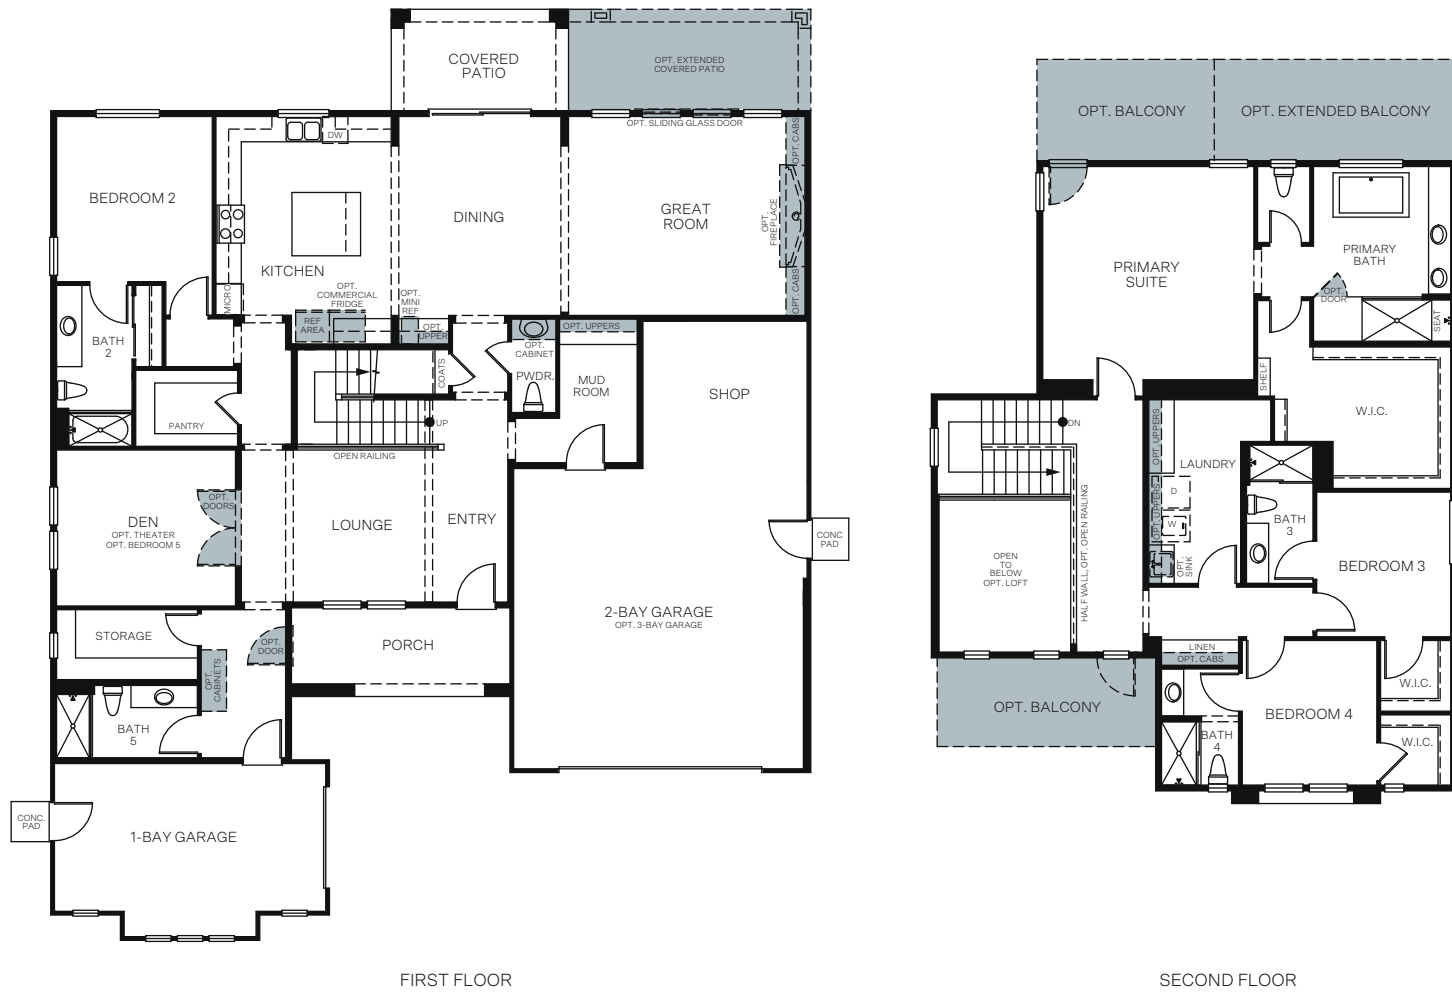 COVERED
PATIO
OPT. EXTENDED
COVERED PATIO
OPT. SLIDING GLASS DOOR
OPT. CABS
DW
BEDROOM 2
DINING
GREAT
ROOM
OPT.
FIREPLACE
KITCHEN
OPT.
COMMERCIAL
FRIDGE
OPT.
MINI
REF
OPT. CABS
MICRO
REF
AREA
OPT.
UPPER
OPT. UPPERS
OPT.
CABINET
BATH
2
COATS
PWDR.
MUD
ROOM
SHOP
PANTRY
UP
OPEN RAILING
OPT.
DOORS
DEN
OPT. THEATER
OPT. BEDROOM 5
LOUNGE
ENTRY
CONC
PAD
2-BAY GARAGE
OPT. 3-BAY GARAGE
STORAGE
OPT.
DOOR
PORCH
OPT.
CABINETS
BATH
5
CONC.
PAD
1-BAY GARAGE
FIRST FLOOR
OPT. BALCONY
OPT. EXTENDED BALCONY
PRIMARY
SUITE
PRIMARY
BATH
OPT.
DOOR
SEAT
SHELF
W.I.C.
DN
OPT. UPPERS
LAUNDRY
D
OPT. UPPERS
W
BATH
3
OPT.
SINK
OPEN
TO
BELOW
OPT. LOFT
HALF WALL, OPT. OPEN RAILING
BEDROOM 3
LINEN
OPT. CABS
W.I.C.
OPT. BALCONY
BEDROOM 4
BATH
4
W.I.C.
SECOND FLOOR